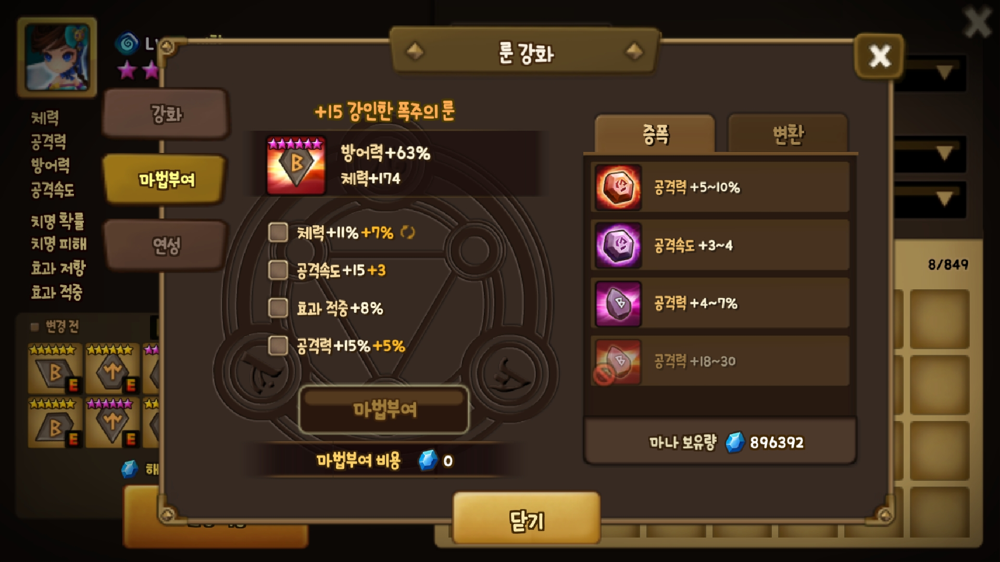 룬 강화
체력
공격력
방어력
공격속도
치명 확률
치명 피해
효과 저항
효과 적중
변경 전
E
E
E
E
강화
마법부여
연성
+15 강인한 폭주의 룬
방어력+63%
체력+174
체력+11%+7%
공격속도+15+3
효과 적중+8%
공격력+15%+5%
마법부여
마법부여 비용 0
증폭
변환
공격력 +5~10%
공격속도 +3~4
공격력 +4~7%
공격력 +18~30
마나 보유량 896392
8/849
닫기